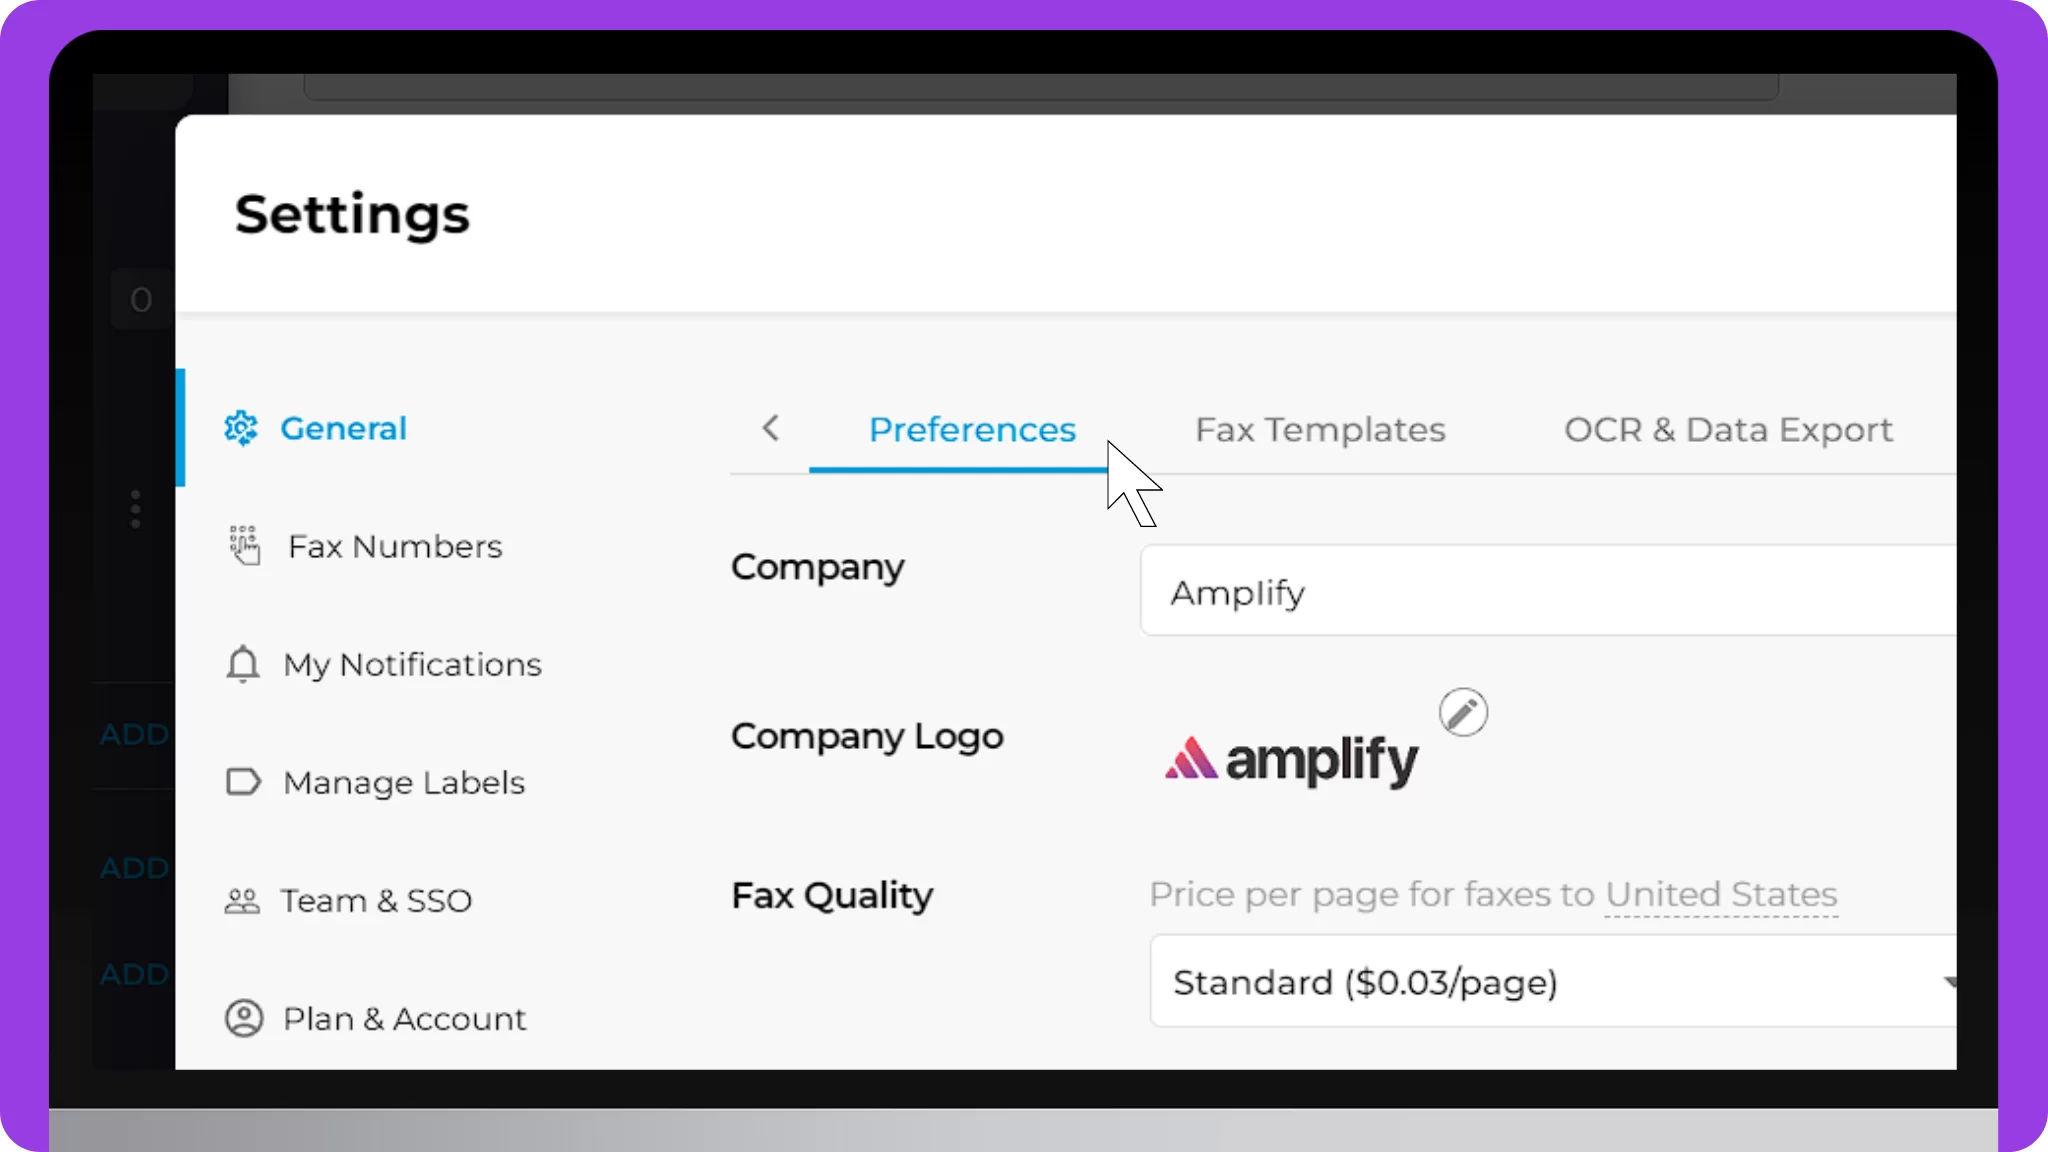 Settings
0
General
Preferences
Fax Templates
OCR & Data Export
Fax Numbers
Company
Amplify
My Notifications
Company Logo
amplify
ADD
Manage Labels
ADD
Fax Quality
Price per page for faxes to United States
Team & SSO
ADD
Standard ($0.03/page)
Plan & Account